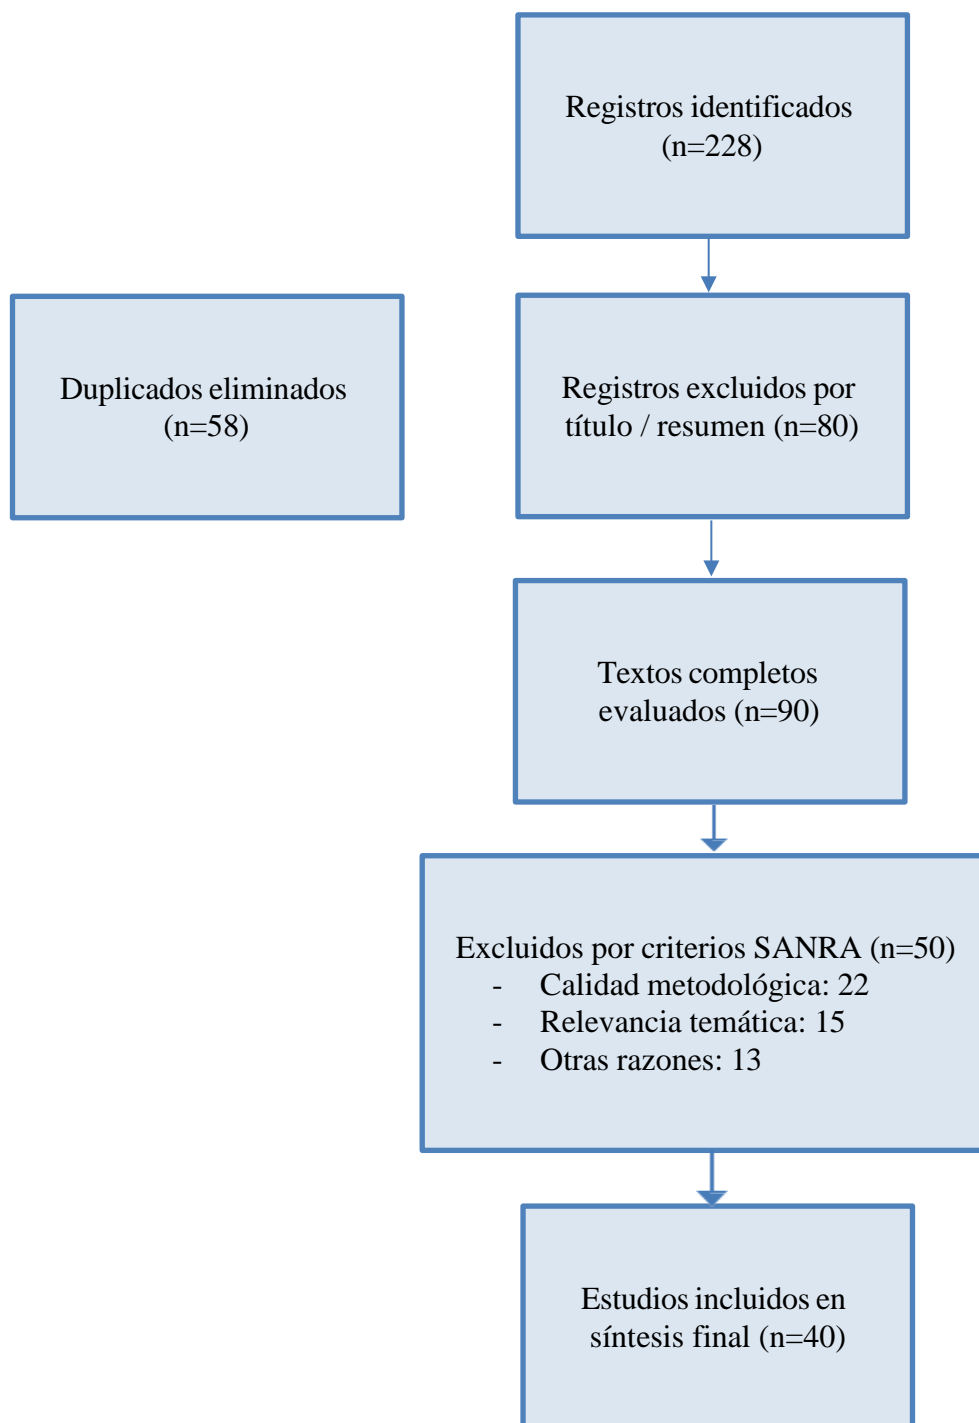 Registros identificados
(n=228)
Duplicados eliminados
(n=58)
Registros excluidos por
título / resumen (n=80)
Textos completos
evaluados (n=90)
Excluidos por criterios SANRA (n=50)
- Calidad metodológica: 22
- Relevancia temática: 15
- Otras razones: 13
Estudios incluidos en
síntesis final (n=40)